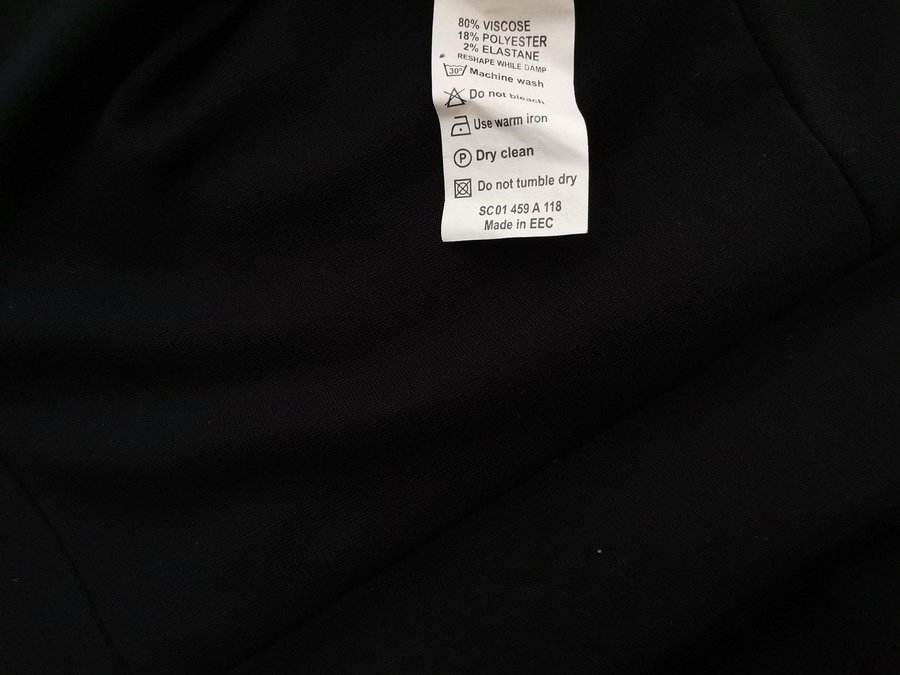 80% VISCOSE
18% POLYESTER
2% ELASTANE
RESHAPE WHILE DAMP
30° Machine wash
Do not bleach
Use warm iron
P Dry clean
Do not tumble dry
SC01 459 A 118
Made in EEC